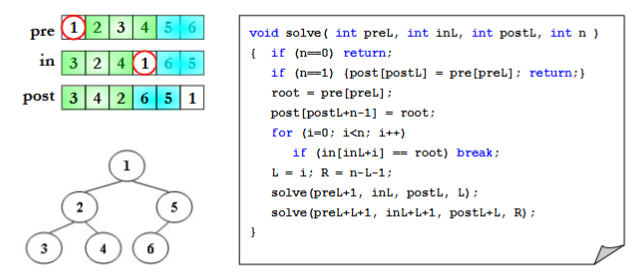 pre 1 2 3 4 5 6
in 3 2 4 1 6 5
post 3 4 2 6 5 1
1
2 5
3 4 6
void solve( int preL, int inL, int postL, int n )
{ if (n==0) return;
if (n==1) {post[postL] = pre[preL]; return;}
root = pre[preL];
post[postL+n-1] = root;
for (i=0; i<n; i++)
if (in[inL+i] == root) break;
L = i; R = n-L-1;
solve(preL+1, inL, postL, L);
solve(preL+L+1, inL+L+1, postL+L, R);
}